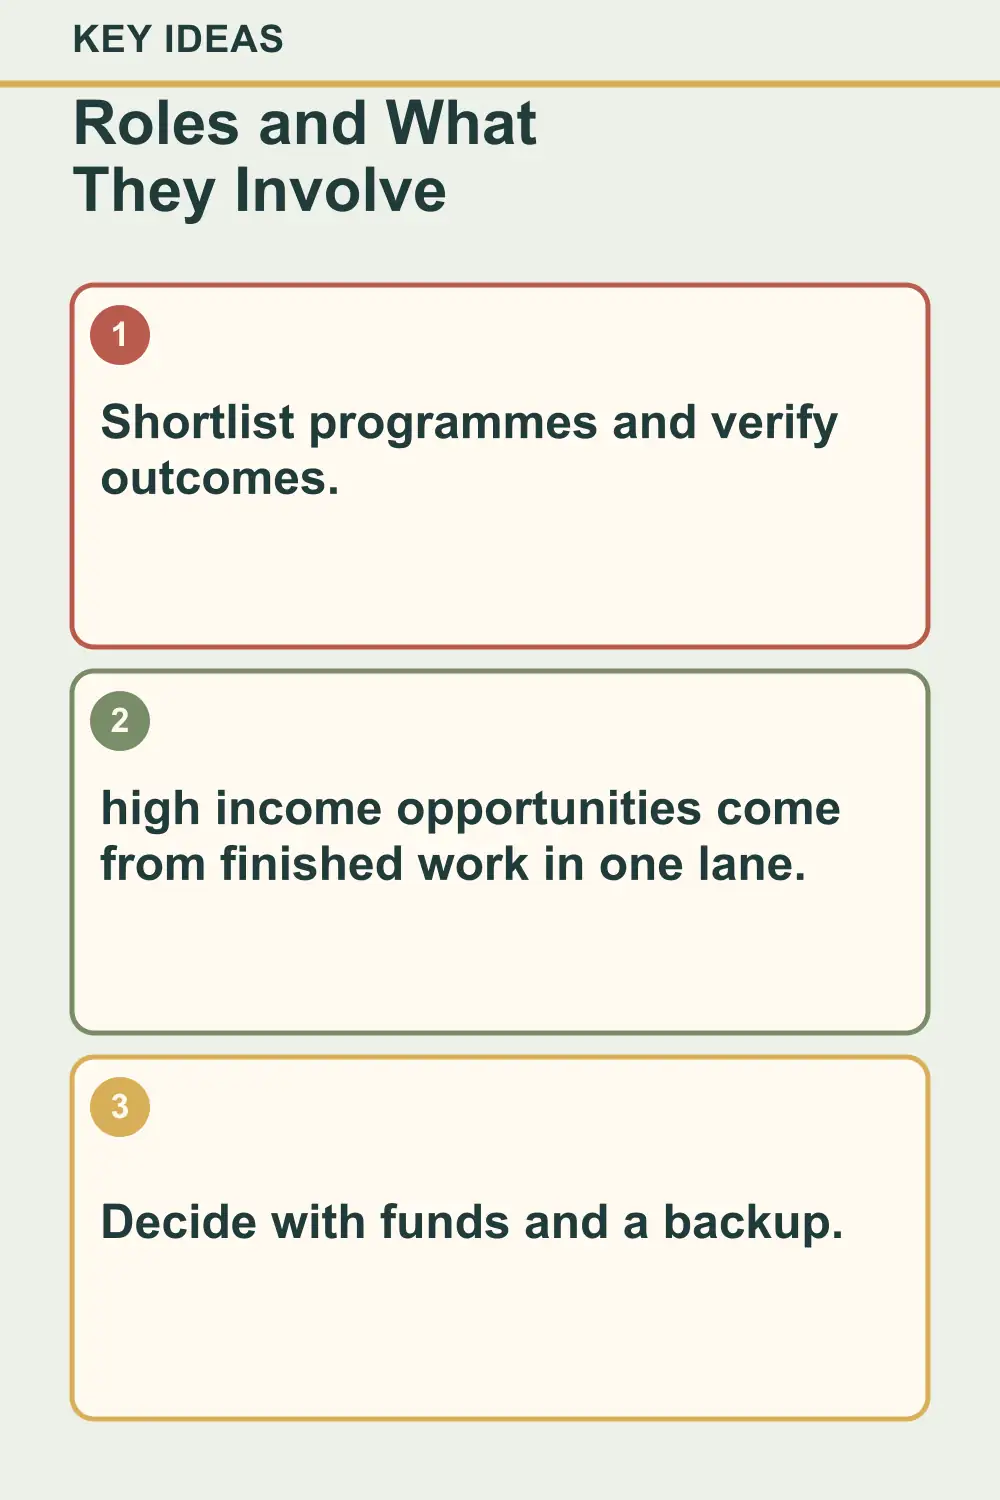 KEY IDEAS
Roles and What
They Involve
1
Shortlist programmes and verify
outcomes.
2
high income opportunities come
from finished work in one lane.
3
Decide with funds and a backup.